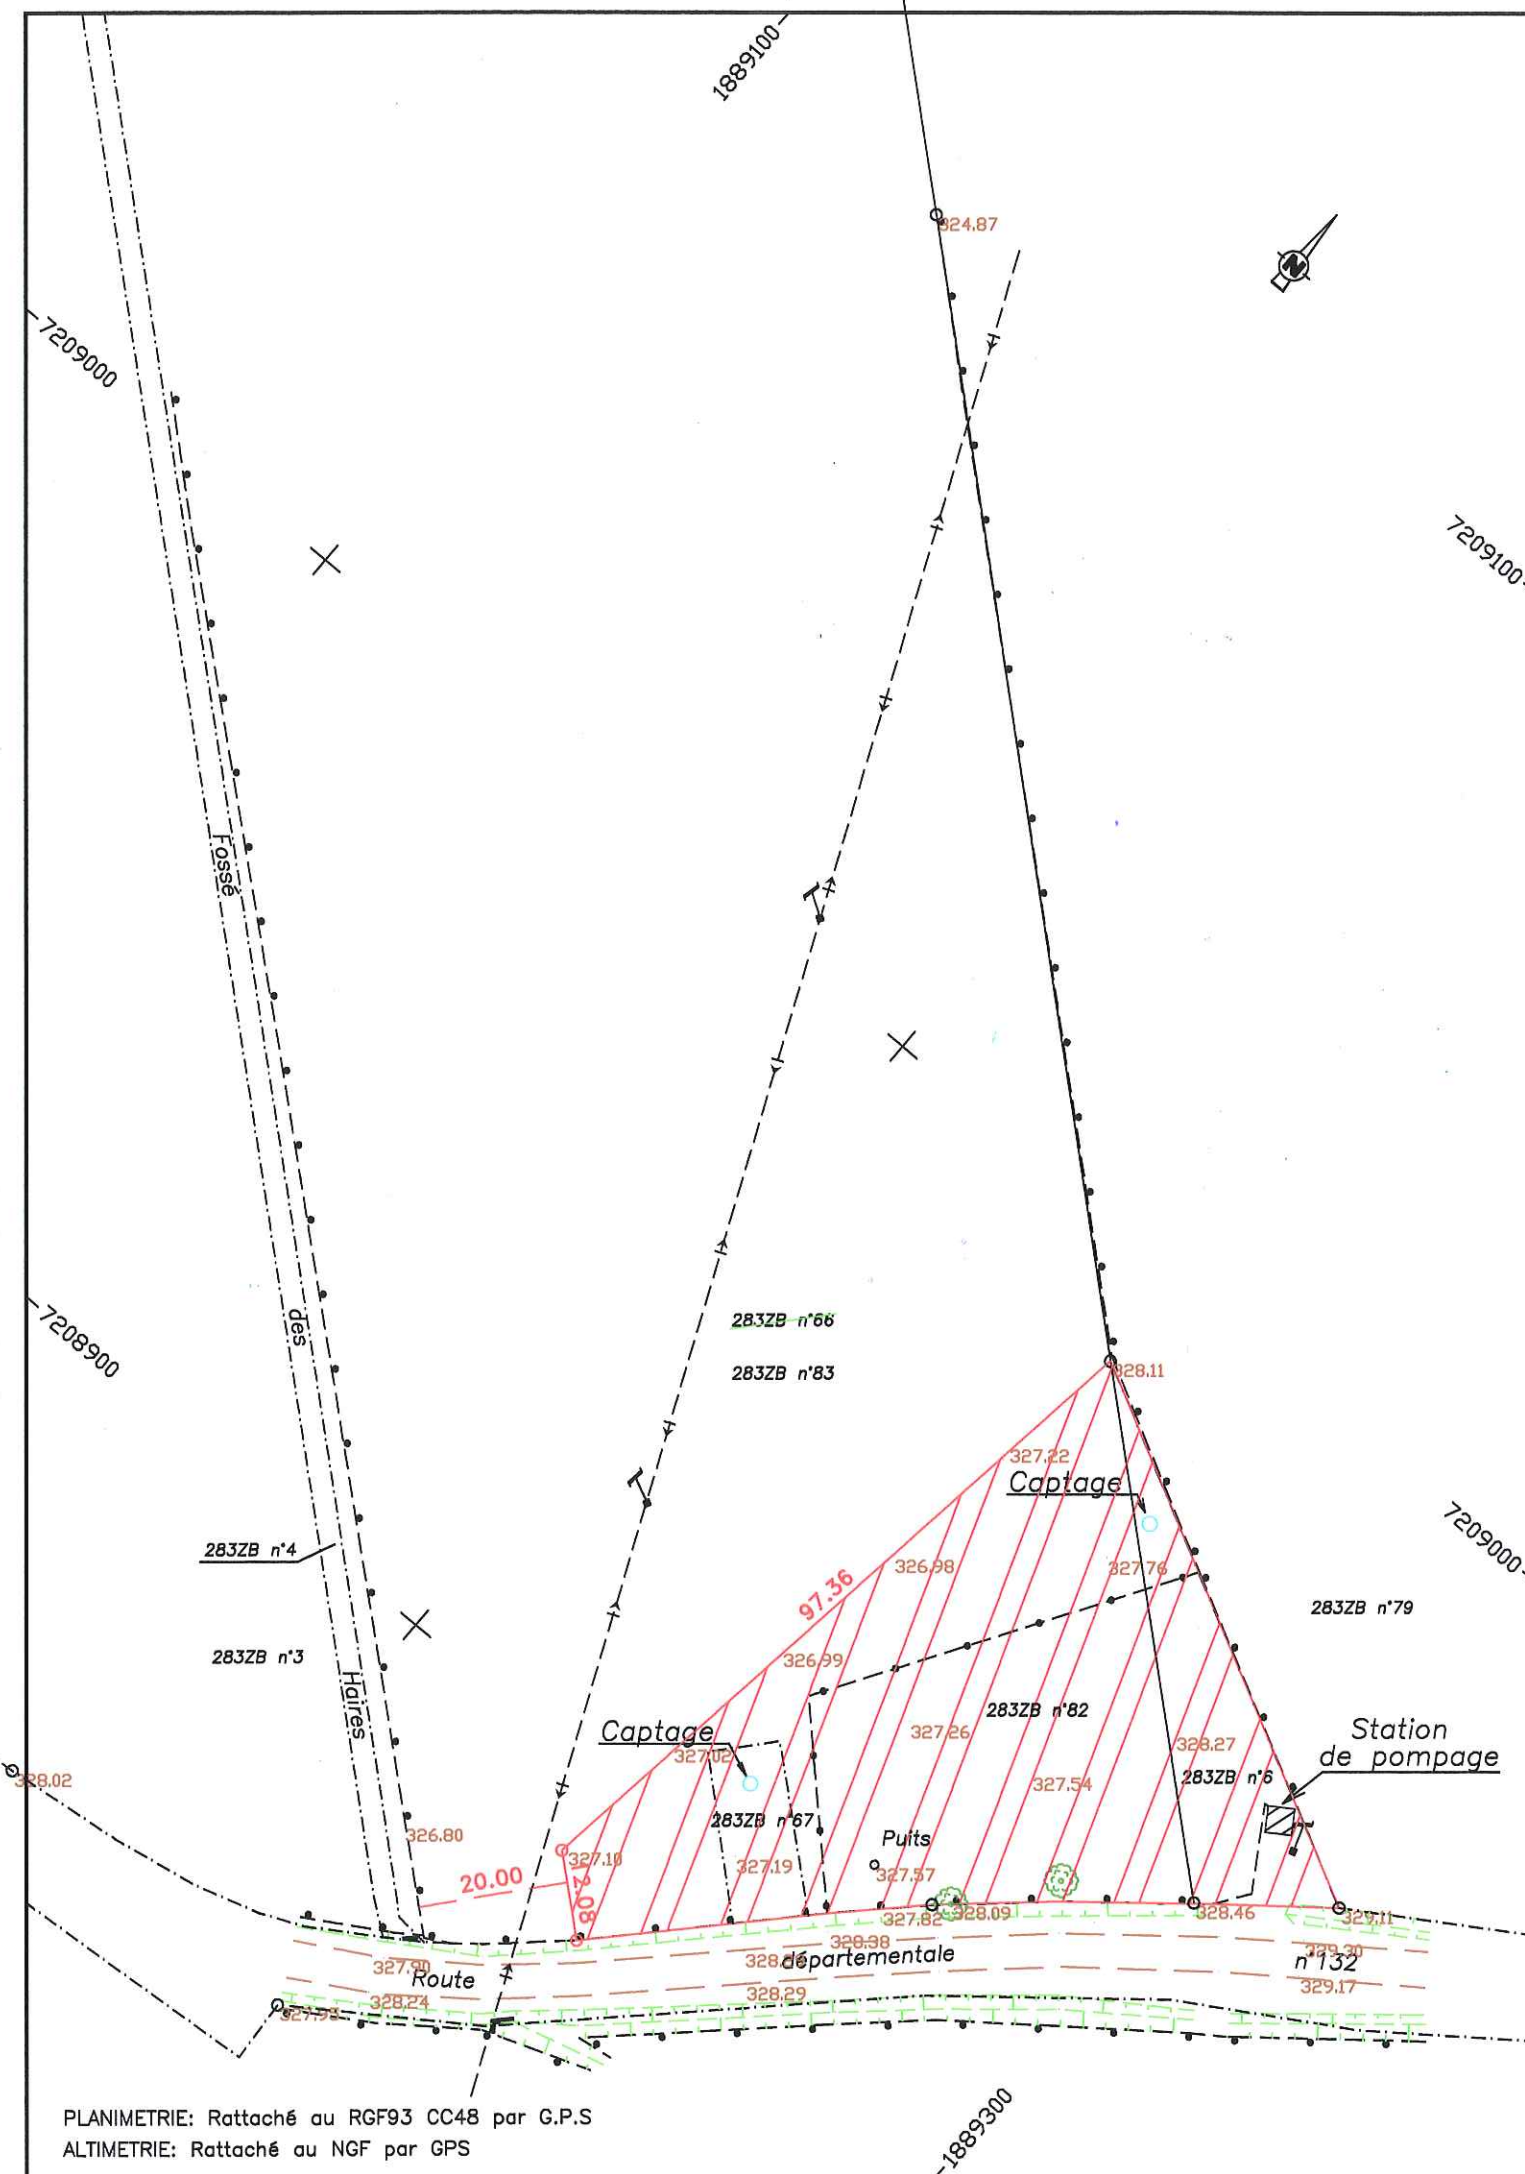 1889100
324.87
N
7209000
7209100
Fossé
des
Haires
7208900
283ZB n°66
283ZB n°83
328.11
327.22
Captage
7209000
283ZB n°4
326.98
327.76
97.36
283ZB n°79
283ZB n°3
326.99
283ZB n°82
Captage
327.02
327.26
328.27
Station
de pompage
328.02
327.54
283ZB n°6
283ZB n°67
326.80
Puits
327.10
327.19
327.57
20.00
12.08
327.82
328.09
328.46
329.11
328.38
départementale
329.30
n°132
327.90
Route
328.24
328.29
329.17
PLANIMETRIE: Rattaché au RGF93 CC48 par G.P.S
ALTIMETRIE: Rattaché au NGF par GPS
1889300